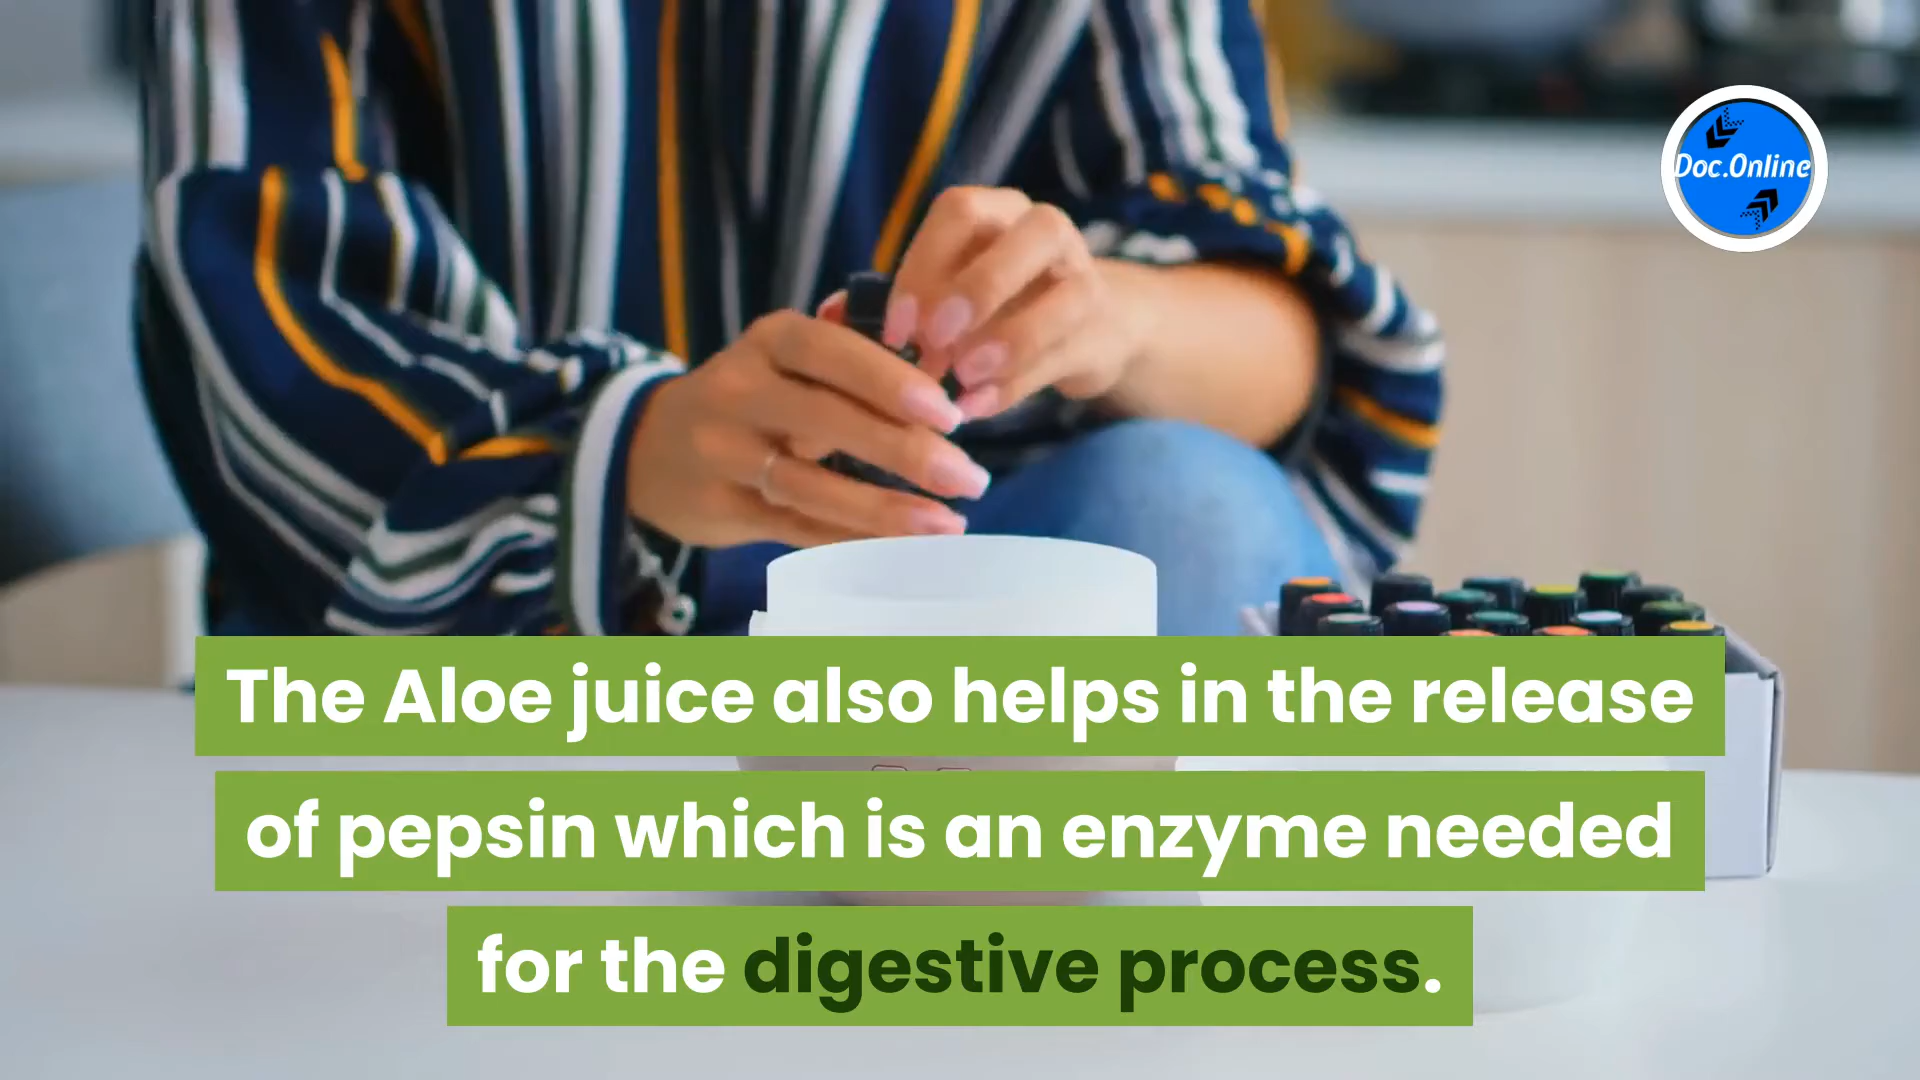 Doc.Online
The Aloe juice also helps in the release
of pepsin which is an enzyme needed
for the digestive process.